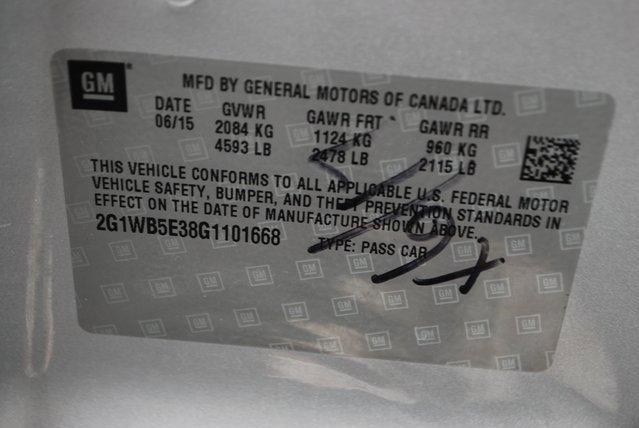 GM
MFD BY GENERAL MOTORS OF CANADA LTD.
DATE GVWR GAWR FRT GAWR RR
06/15 2084 KG 1124 KG 960 KG
4593 LB 2478 LB 2115 LB
THIS VEHICLE CONFORMS TO ALL APPLICABLE U.S. FEDERAL MOTOR
VEHICLE SAFETY, BUMPER, AND THEFT PREVENTION STANDARDS IN
EFFECT ON THE DATE OF MANUFACTURE SHOWN ABOVE.
2G1WB5E38G1101668 TYPE: PASS CAR